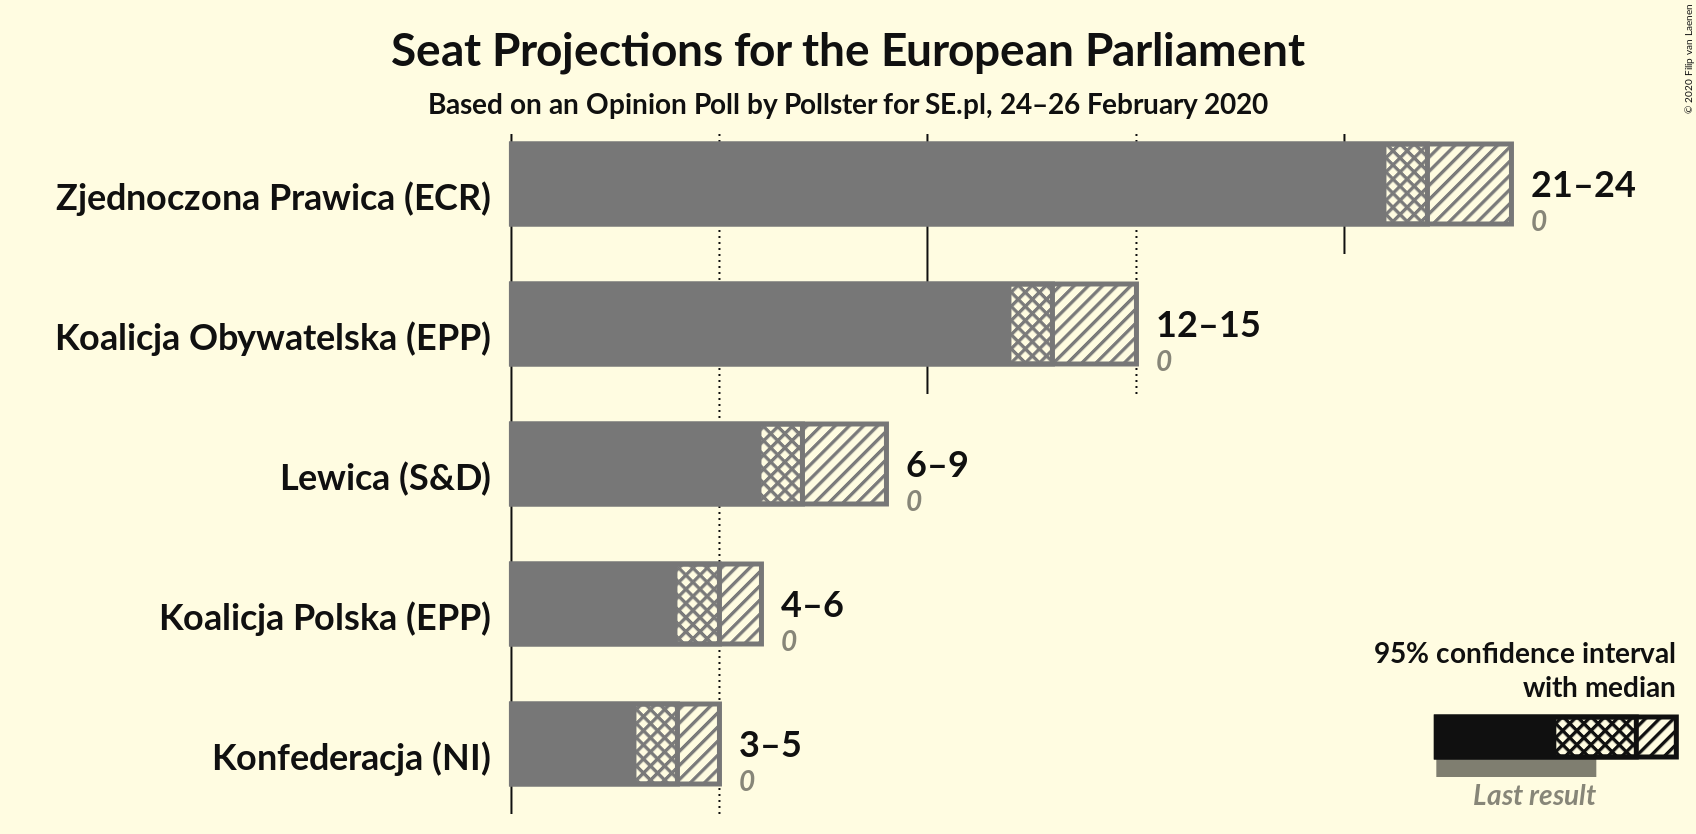 Seat Projections for the European Parliament
Based on an Opinion Poll by Pollster for SE.pl, 24–26 February 2020
© 2020 Filip van Laenen
Zjednoczona Prawica (ECR)
21–24
0
Koalicja Obywatelska (EPP)
12–15
0
Lewica (S&D)
6–9
0
Koalicja Polska (EPP)
4–6
0
Konfederacja (NI)
3–5
0
95% confidence interval
with median
Last result